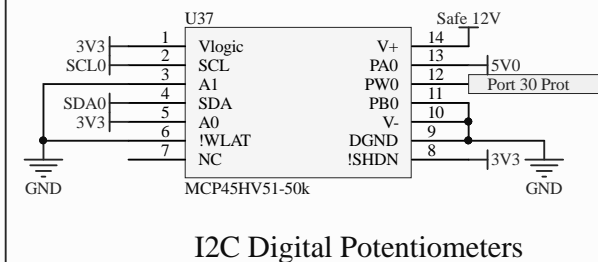 U37
Safe 12V
3V3 1 Vlogic V+ 14
SCL0 2 SCL PA0 13 5V0
3 A1 PW0 12 Port 30 Prot
SDA0 4 SDA PB0 11
3V3 5 A0 V- 10
6 !WLAT DGND 9
7 NC !SHDN 8 3V3
GND
MCP45HV51-50k
GND
I2C Digital Potentiometers